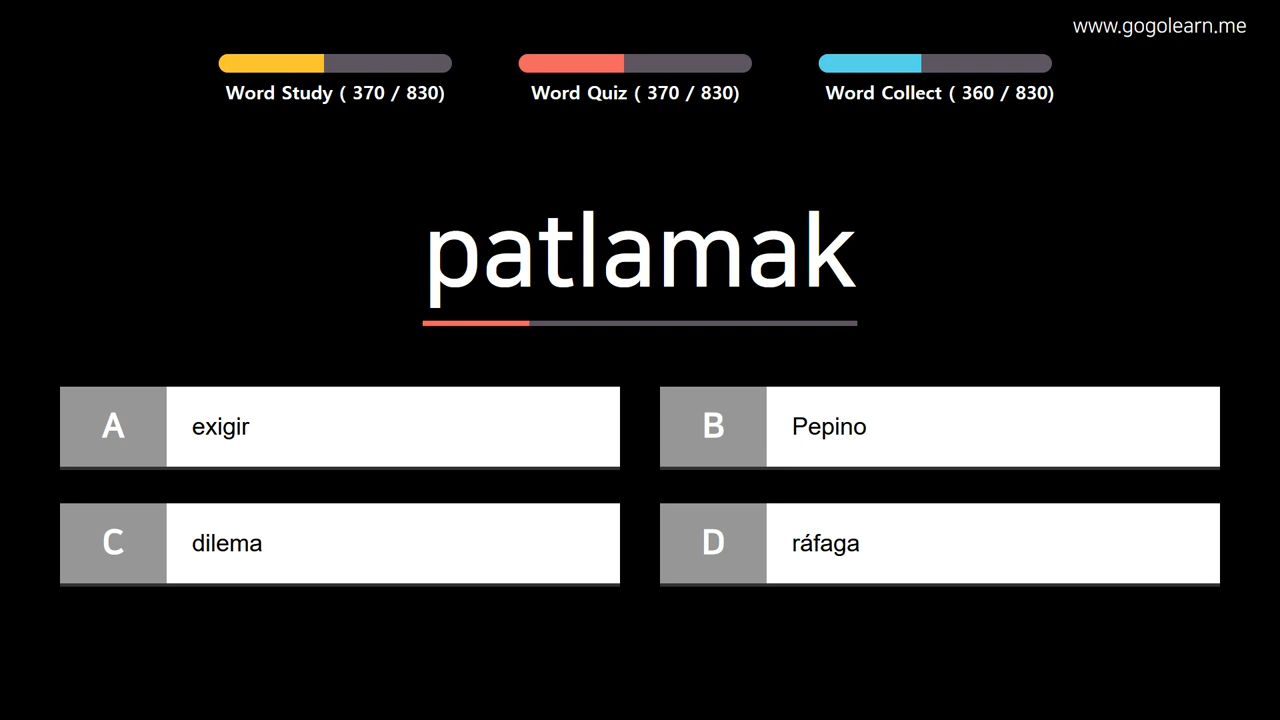 www.gogolearn.me
Word Study ( 370 / 830)
Word Quiz ( 370 / 830)
Word Collect ( 360 / 830)
patlamak
A
exigir
B
Pepino
C
dilema
D
ráfaga